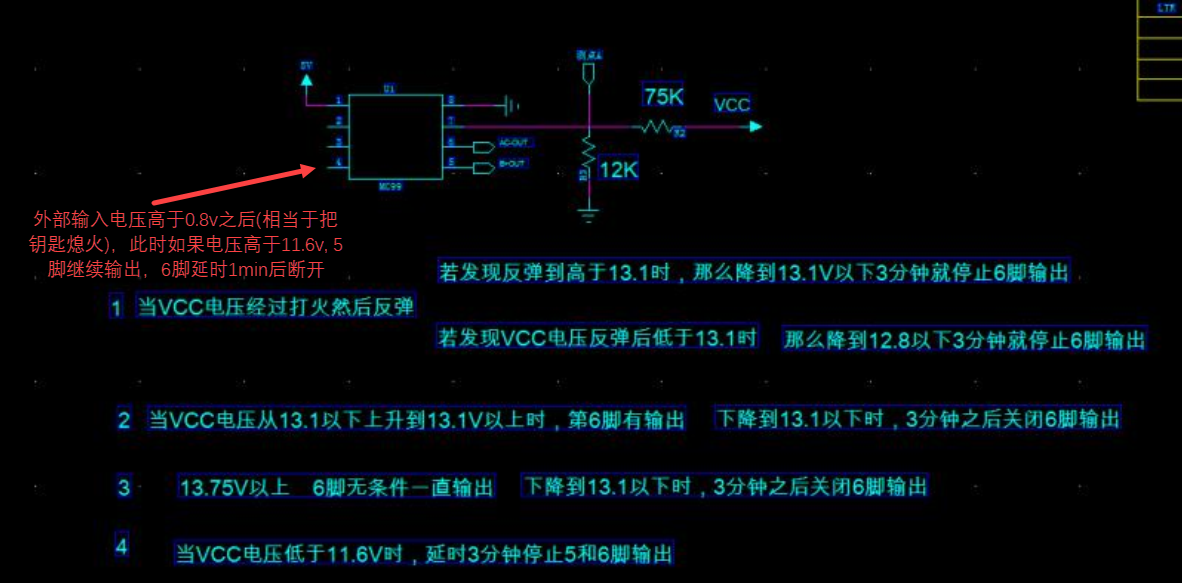 LTR
5V
U1
测点A
75K
VCC
1
8
2
7
3
6
AC-OUT
4
5
B+OUT
R2
R3
12K
MC99
外部输入电压高于0.8v之后(相当于把
钥匙熄火)，此时如果电压高于11.6v, 5
脚继续输出，6脚延时1min后断开
若发现反弹到高于13.1时，那么降到13.1V以下3分钟就停止6脚输出
1 当VCC电压经过打火然后反弹
若发现VCC电压反弹后低于13.1时 那么降到12.8以下3分钟就停止6脚输出
2 当VCC电压从13.1以下上升到13.1V以上时，第6脚有输出 下降到13.1以下时，3分钟之后关闭6脚输出
3 13.75V以上 6脚无条件一直输出 下降到13.1以下时，3分钟之后关闭6脚输出
4 当VCC电压低于11.6V时，延时3分钟停止5和6脚输出